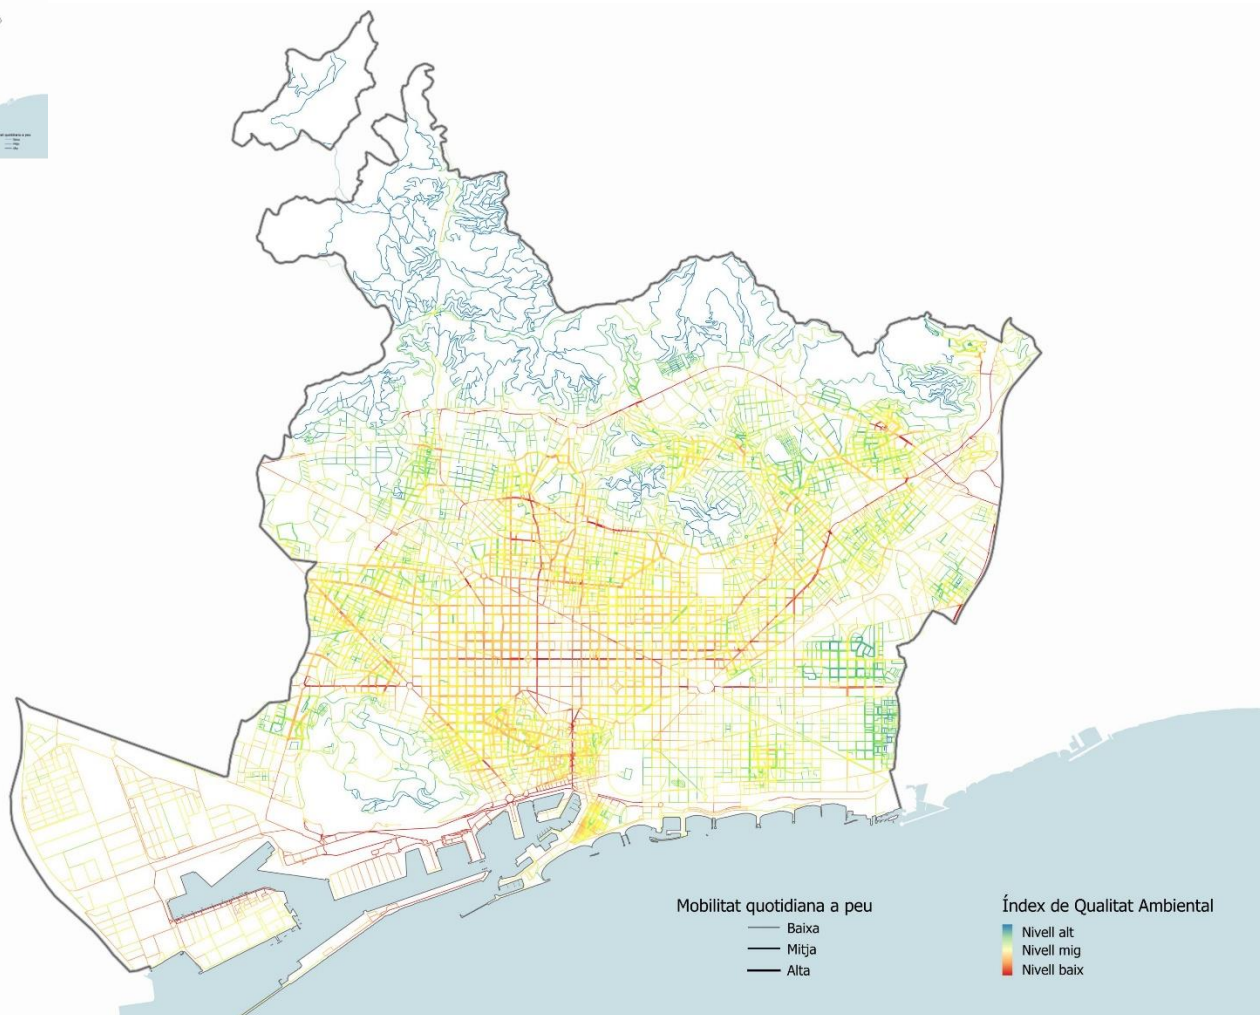 Mobilitat quotidiana a peu
Baixa
Mitja
Alta
Índex de Qualitat Ambiental
Nivell alt
Nivell mig
Nivell baix